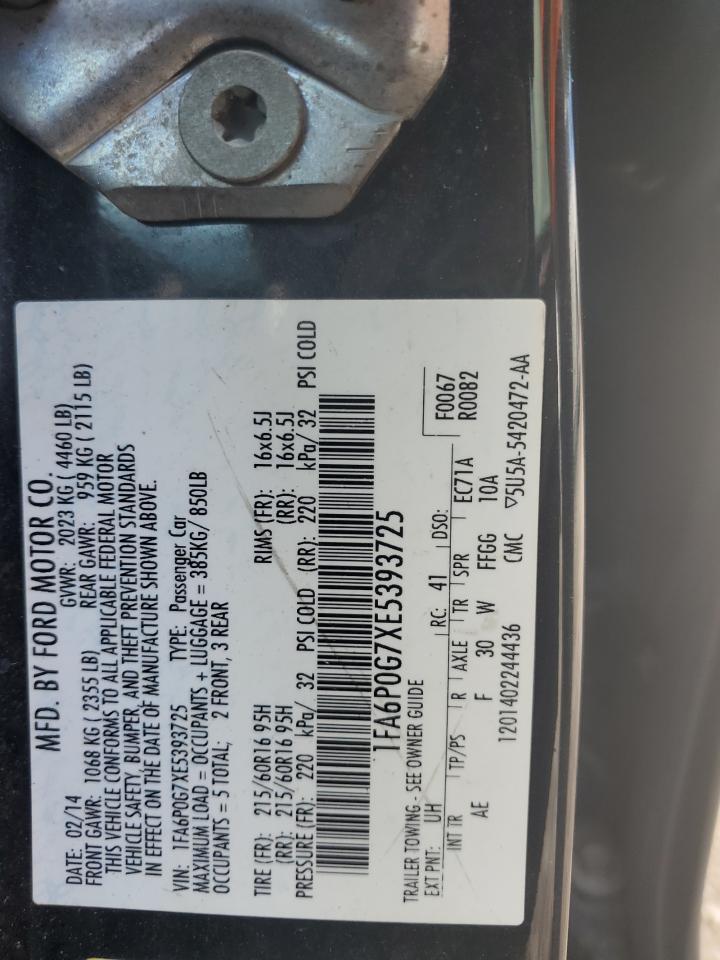 MFD. BY FORD MOTOR CO.
DATE: 02/14 GVWR: 2023 KG ( 4460 LB)
FRONT GAWR: 1068 KG ( 2355 LB) REAR GAWR: 959 KG ( 2115 LB)
THIS VEHICLE CONFORMS TO ALL APPLICABLE FEDERAL MOTOR
VEHICLE SAFETY, BUMPER, AND THEFT PREVENTION STANDARDS
IN EFFECT ON THE DATE OF MANUFACTURE SHOWN ABOVE.
VIN: 1FA6P0G7XE5393725 TYPE: Passenger Car
MAXIMUM LOAD = OCCUPANTS + LUGGAGE = 385KG/ 850LB
OCCUPANTS = 5 TOTAL; 2 FRONT, 3 REAR
TIRE (FR): 215/60R16 95H RIMS (FR): 16x6.5J
(RR): 215/60R16 95H (RR): 16x6.5J
PRESSURE (FR): 220 kPa/ 32 PSI COLD (RR): 220 kPa/ 32 PSI COLD
1FA6P0G7XE5393725
TRAILER TOWING - SEE OWNER GUIDE
F0067
EXT PNT: UH RC: 41 DSO: R0082
INT TR TP/PS R AXLE TR SPR EC71A
AE F 30 W FFGG 10A
1201402244436 CMC ▽5U5A-5420472-AA